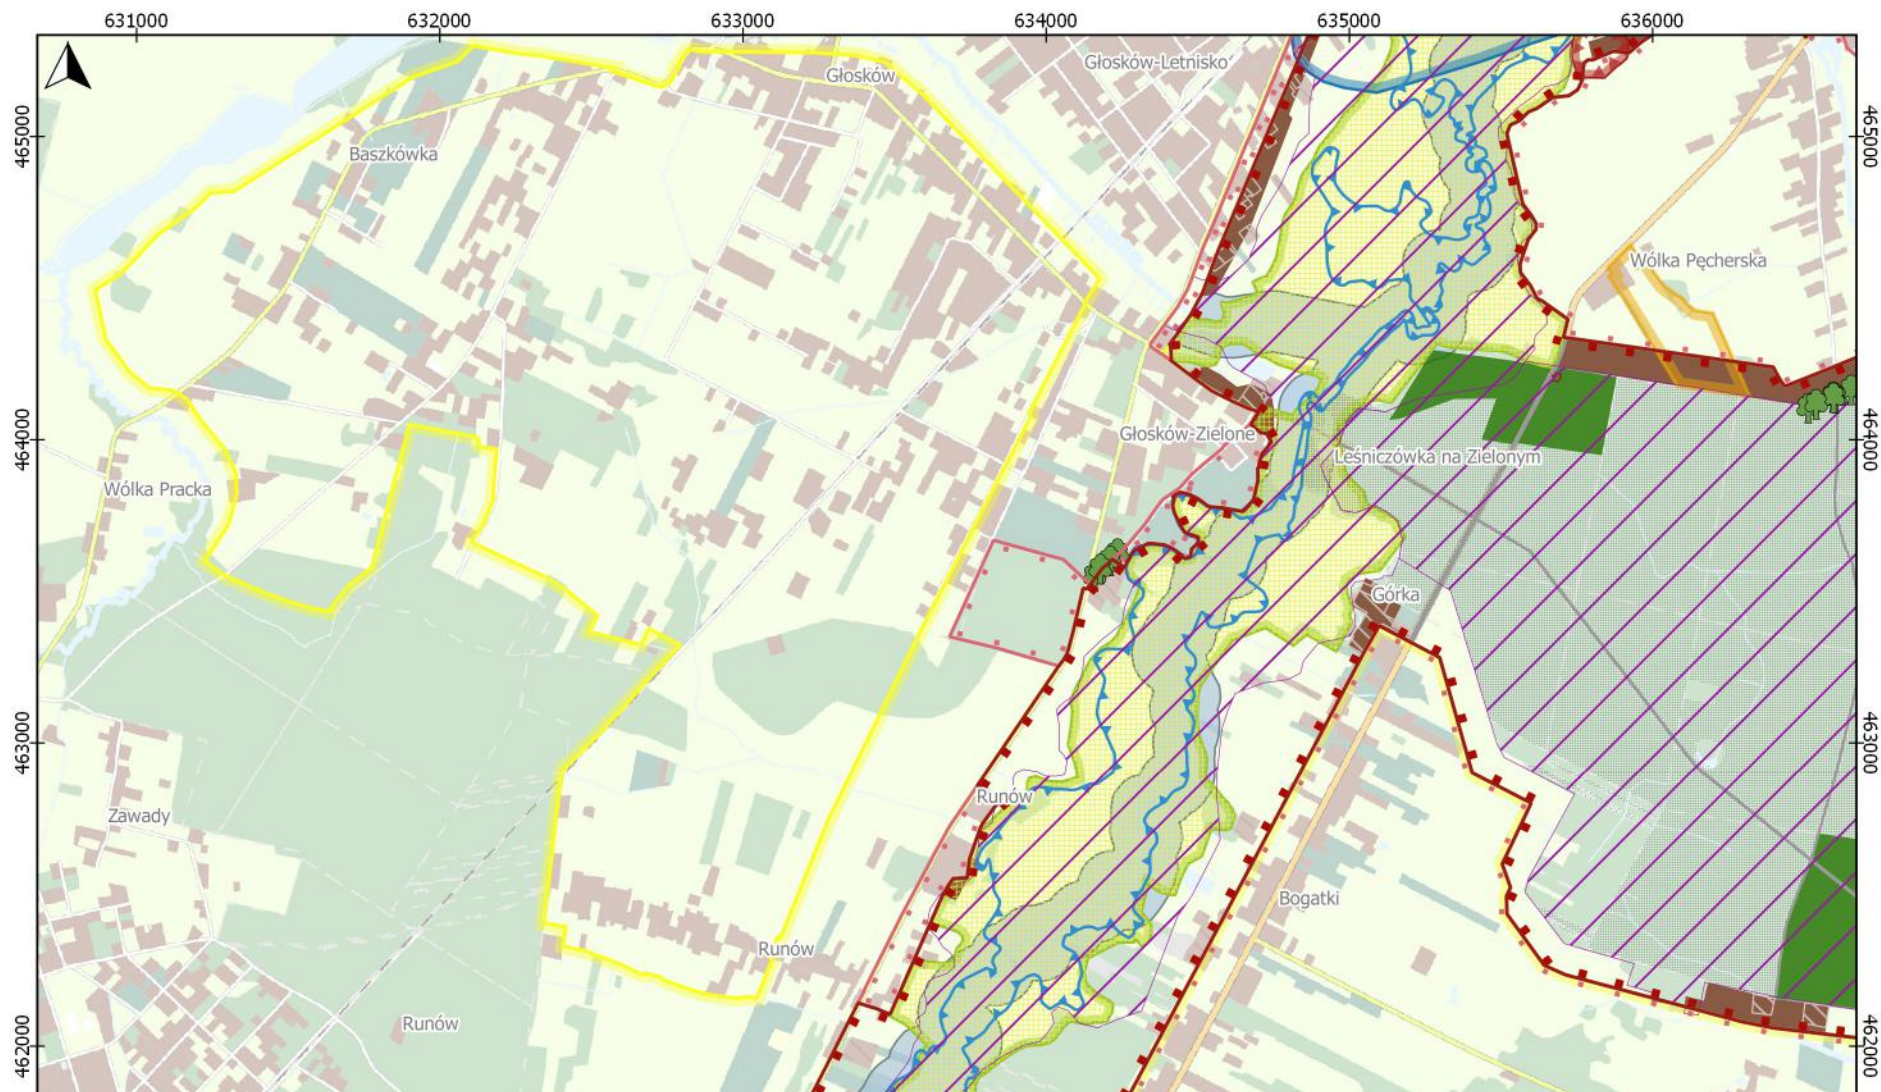 631000
632000
633000
634000
635000
636000
Głosków-Letnisko
Głosków
465000
465000
Baszkówka
Wólka Pęcherska
464000
Głosków-Zielone
464000
Leśniczówka na Zielonym
Wólka Pracka
Górka
463000
463000
Runów
Zawady
Bogatki
Runów
Runów
462000
462000